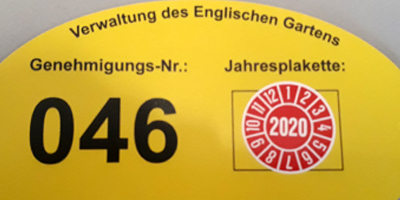 Verwaltung des Englischen Gartens
Genehmigungs-Nr.: Jahresplakette:
046
12 1 2 3 4 5 6 7 8 9 10 11
2020